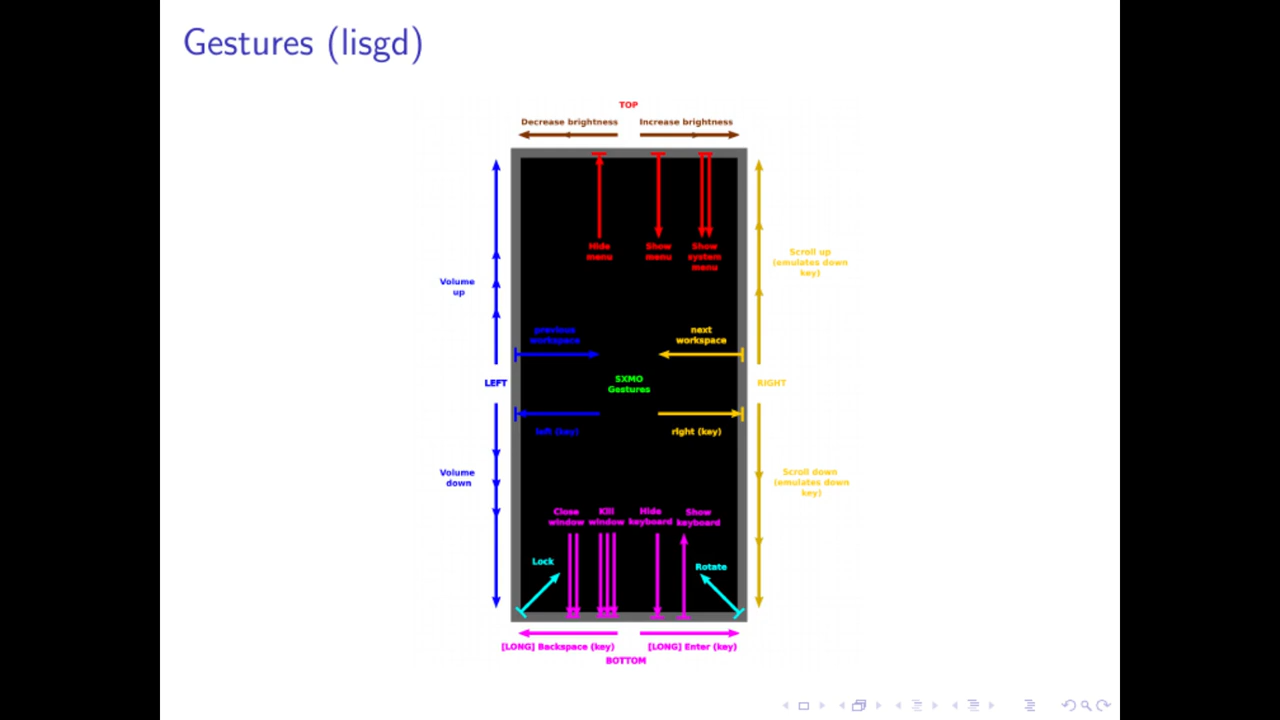 Gestures (lisgd)
TOP
Decrease brightness
Increase brightness
Hide
menu
Show
menu
Show
system
menu
Volume
up
Scroll up
(emulates down
key)
previous
workspace
next
workspace
LEFT
SXMO
Gestures
RIGHT
left (key)
right (key)
Volume
down
Scroll down
(emulates down
key)
Close
window
Kill
window
Hide
keyboard
Show
keyboard
Lock
Rotate
[LONG] Backspace (key)
[LONG] Enter (key)
BOTTOM